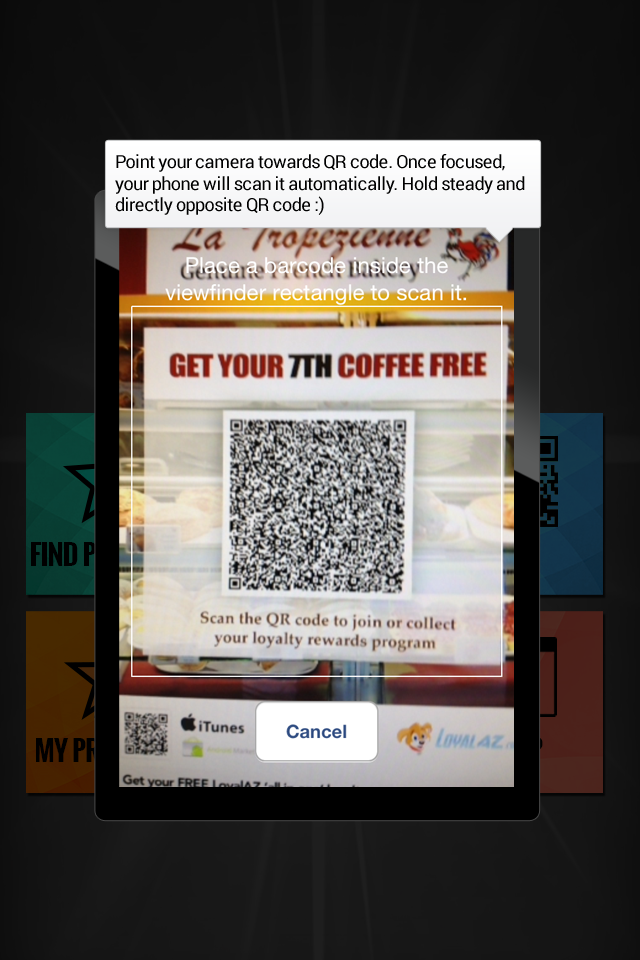 Point your camera towards QR code. Once focused,
your phone will scan it automatically. Hold steady and
directly opposite QR code :)
La Tropezienne
Genuine French Bakery
Place a barcode inside the
viewfinder rectangle to scan it.
GET YOUR 7TH COFFEE FREE
Scan the QR code to join or collect
your loyalty rewards program
FIND P
MY PR
iTunes
Cancel
LOYALAZ
Get your FREE LoyalAZ